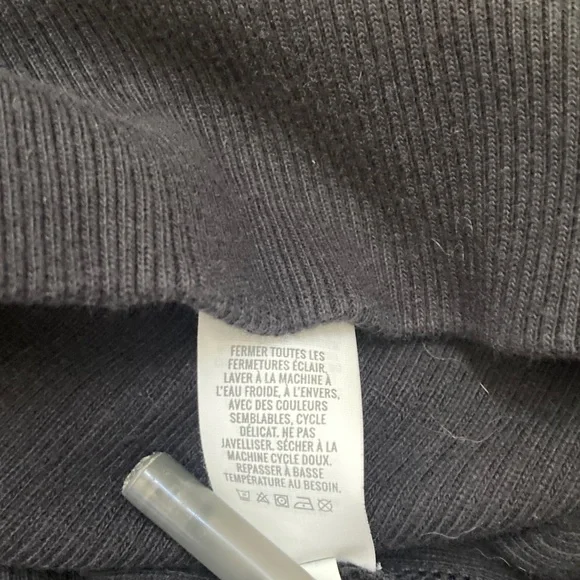 FERMER TOUTES LES
FERMETURES ÉCLAIR.
LAVER À LA MACHINE À
L'EAU FROIDE, À L'ENVERS,
AVEC DES COULEURS
SEMBLABLES, CYCLE
DÉLICAT. NE PAS
JAVELLISER. SÉCHER À LA
MACHINE CYCLE DOUX.
REPASSER À BASSE
TEMPÉRATURE AU BESOIN.